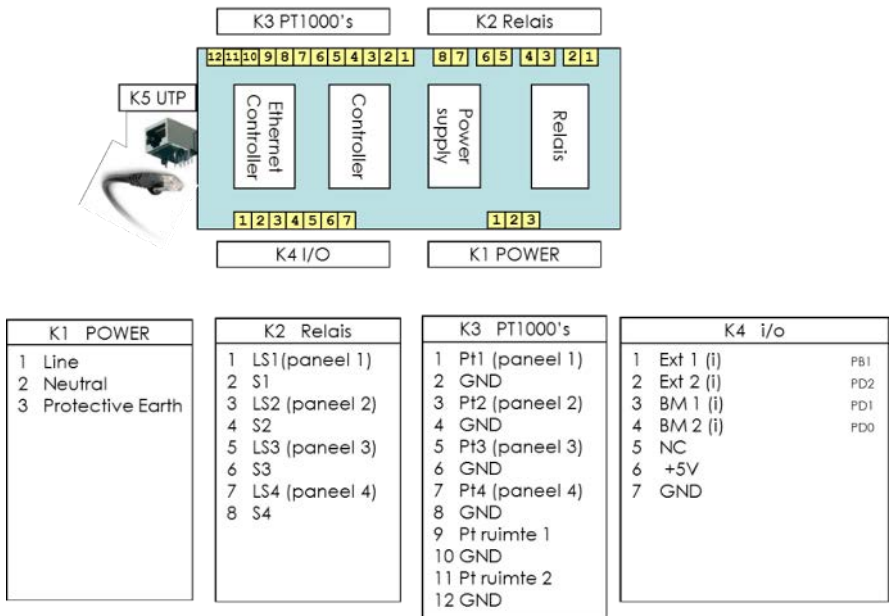 K3 PT1000's
K2 Relais
12 11 10 9 8 7 6 5 4 3 2 1
8 7 6 5 4 3 2 1
K5 UTP
Ethernet
Controller
Controller
Power
supply
Relais
1 2 3 4 5 6 7
1 2 3
K4 I/O
K1 POWER
K1 POWER
1 Line
2 Neutral
3 Protective Earth
K2 Relais
1 LS1(paneel 1)
2 S1
3 LS2 (paneel 2)
4 S2
5 LS3 (paneel 3)
6 S3
7 LS4 (paneel 4)
8 S4
K3 PT1000's
1 Pt1 (paneel 1)
2 GND
3 Pt2 (paneel 2)
4 GND
5 Pt3 (paneel 3)
6 GND
7 Pt4 (paneel 4)
8 GND
9 Pt ruimte 1
10 GND
11 Pt ruimte 2
12 GND
K4 i/o
1 Ext 1 (i) PB1
2 Ext 2 (i) PD2
3 BM 1 (i) PD1
4 BM 2 (i) PD0
5 NC
6 +5V
7 GND